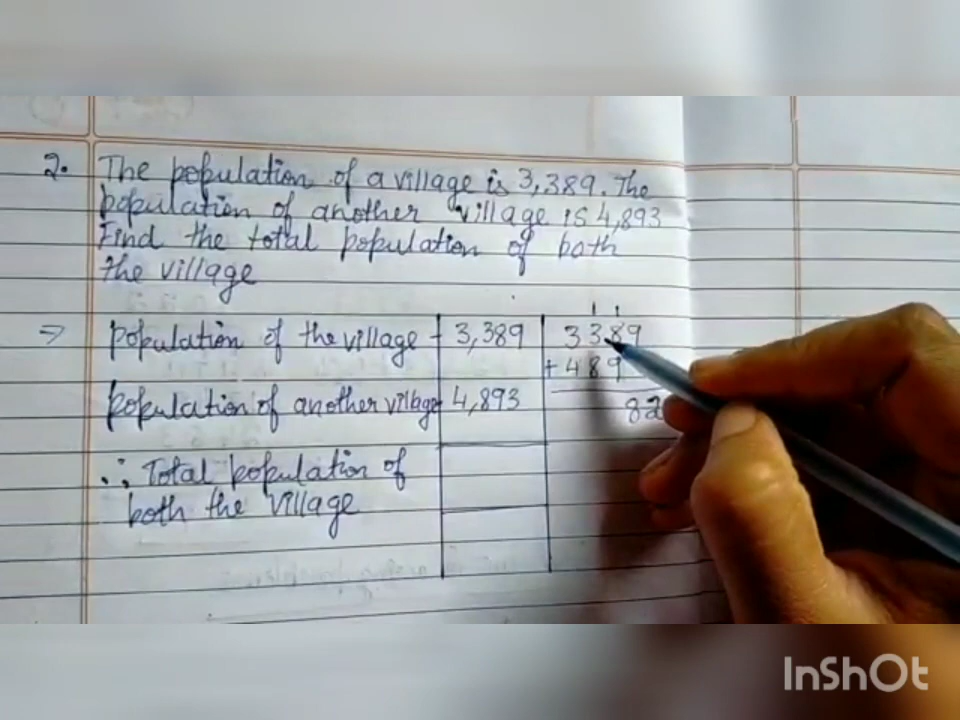 2. The population of a village is 3,389. The
population of another village is 4,893
Find the total population of both
the village
⇒ population of the village - 3,389
1 1
3389
+ 489
82
population of another village 4,893
∴ Total population of
both the village
InShOt